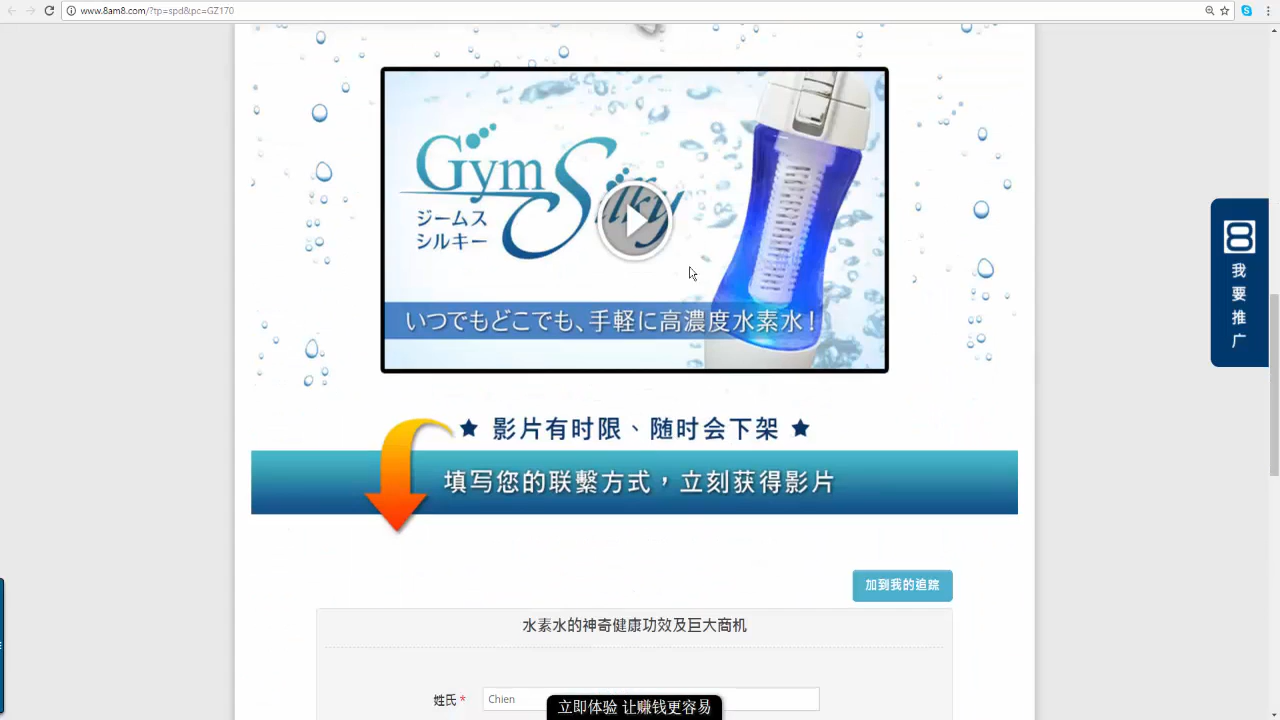 www.8am8.com/?tp=spd8&pc=GZ170
Gym Silky
ジームス
シルキー
いつでもどこでも、手軽に高濃度水素水！
★ 影片有时限、随时会下架 ★
填写您的联繫方式，立刻获得影片
加到我的追踪
水素水的神奇健康功效及巨大商机
姓氏 *
Chien
立即体验 让赚钱更容易
8
我
要
推
广